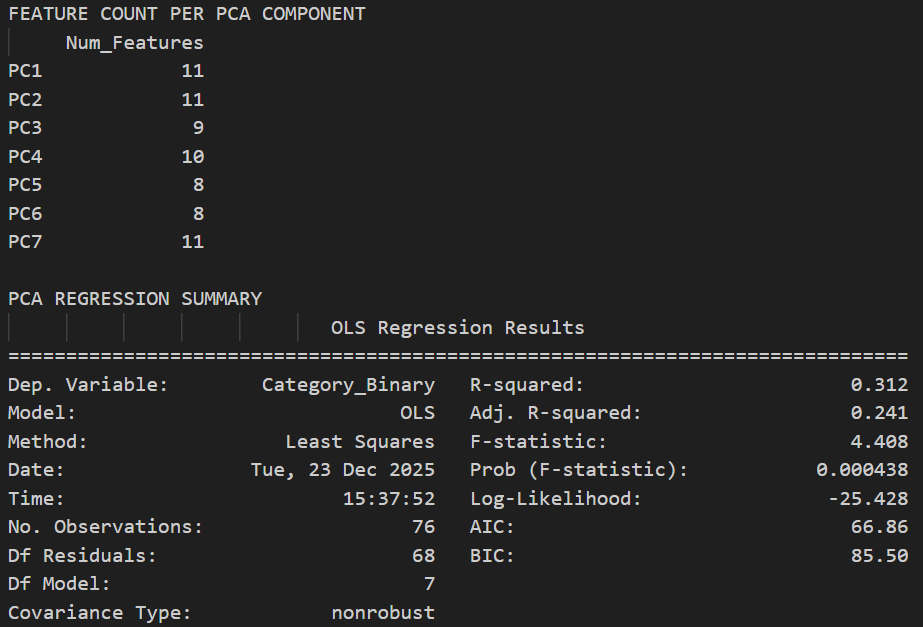 FEATURE COUNT PER PCA COMPONENT
Num_Features
PC1 11
PC2 11
PC3 9
PC4 10
PC5 8
PC6 8
PC7 11
PCA REGRESSION SUMMARY
OLS Regression Results
==============================================================================
Dep. Variable: Category_Binary R-squared: 0.312
Model: OLS Adj. R-squared: 0.241
Method: Least Squares F-statistic: 4.408
Date: Tue, 23 Dec 2025 Prob (F-statistic): 0.000438
Time: 15:37:52 Log-Likelihood: -25.428
No. Observations: 76 AIC: 66.86
Df Residuals: 68 BIC: 85.50
Df Model: 7
Covariance Type: nonrobust